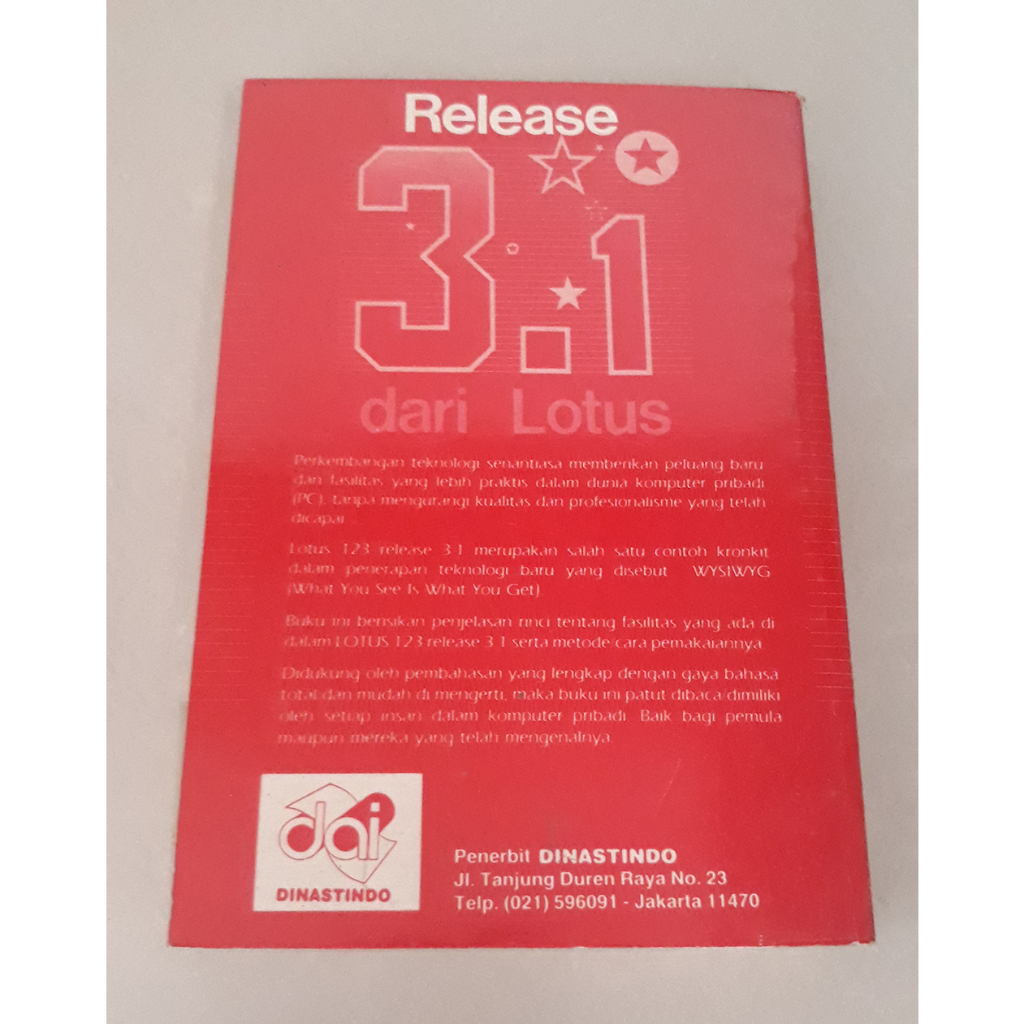 Release
3.1
dari Lotus
Perkembangan teknologi senantiasa memberikan peluang baru
dan fasilitas yang lebih praktis dalam dunia komputer pribadi
(PC), tanpa mengurangi kualitas dan profesionalisme yang telah
dicapai
Lotus 123 release 3.1 merupakan salah satu contoh kronkit
dalam penerapan teknologi baru yang disebut WYSIWYG
(What You See Is What You Get)
Buku ini berisikan penjelasan rinci tentang fasilitas yang ada di
dalam LOTUS 123 release 3.1 serta metode/cara pemakaiannya
Didukung oleh pembahasan yang lengkap dengan gaya bahasa
total dan mudah di mengerti, maka buku ini patut dibaca/dimiliki
oleh setiap insan dalam komputer pribadi. Baik bagi pemula
maupun mereka yang telah mengenalnya.
dai
DINASTINDO
Penerbit DINASTINDO
Jl. Tanjung Duren Raya No. 23
Telp. (021) 596091 - Jakarta 11470